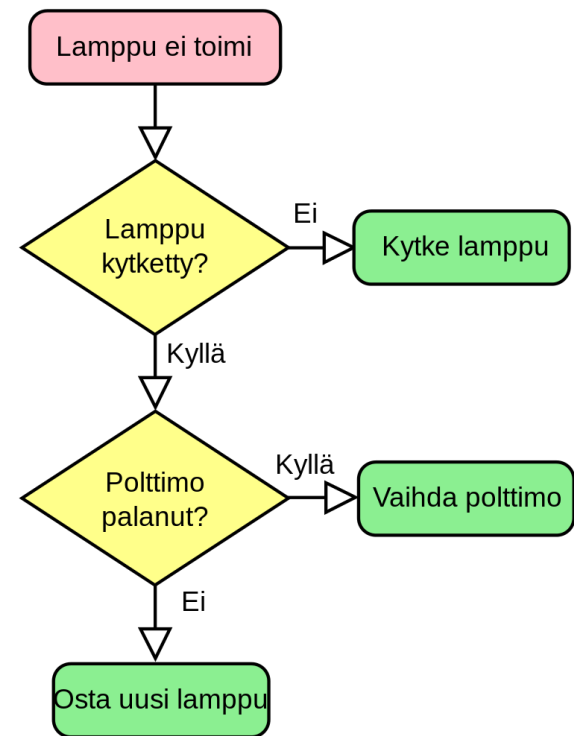 Lamppu ei toimi
Lamppu
kytketty?
Ei
Kytke lamppu
Kyllä
Polttimo
palanut?
Kyllä
Vaihda polttimo
Ei
Osta uusi lamppu